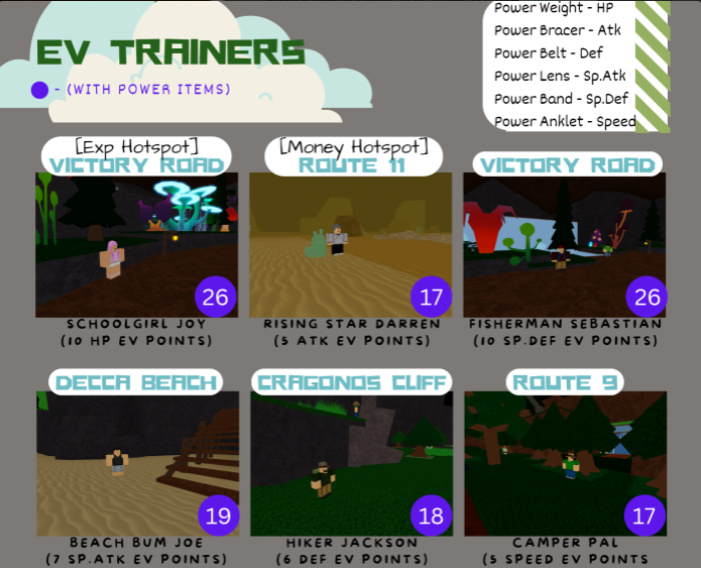 Power Weight - HP
Power Bracer - Atk
Power Belt - Def
Power Lens - Sp.Atk
Power Band - Sp.Def
Power Anklet - Speed
EV TRAINERS
- (WITH POWER ITEMS)
[Exp Hotspot]
VICTORY ROAD
26
SCHOOLGIRL JOY
(10 HP EV POINTS)
[Money Hotspot]
ROUTE 11
17
RISING STAR DARREN
(5 ATK EV POINTS)
VICTORY ROAD
26
FISHERMAN SEBASTIAN
(10 SP.DEF EV POINTS)
DECCA BEACH
19
BEACH BUM JOE
(7 SP.ATK EV POINTS)
CRAGONOS CLIFF
18
HIKER JACKSON
(6 DEF EV POINTS)
ROUTE 9
17
CAMPER PAL
(5 SPEED EV POINTS